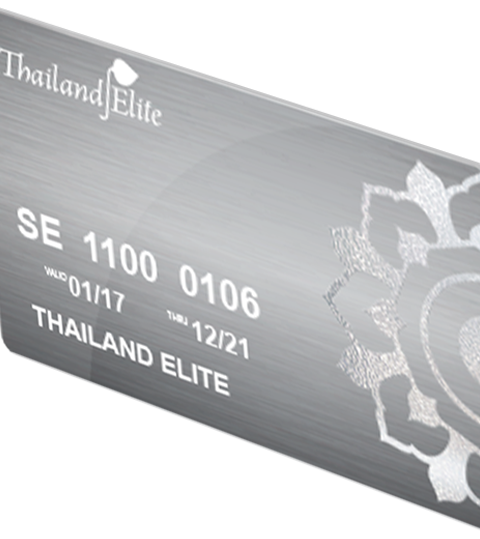 Thailand Elite
SE 1100 0106
VALID 01/17 THRU 12/21
THAILAND ELITE